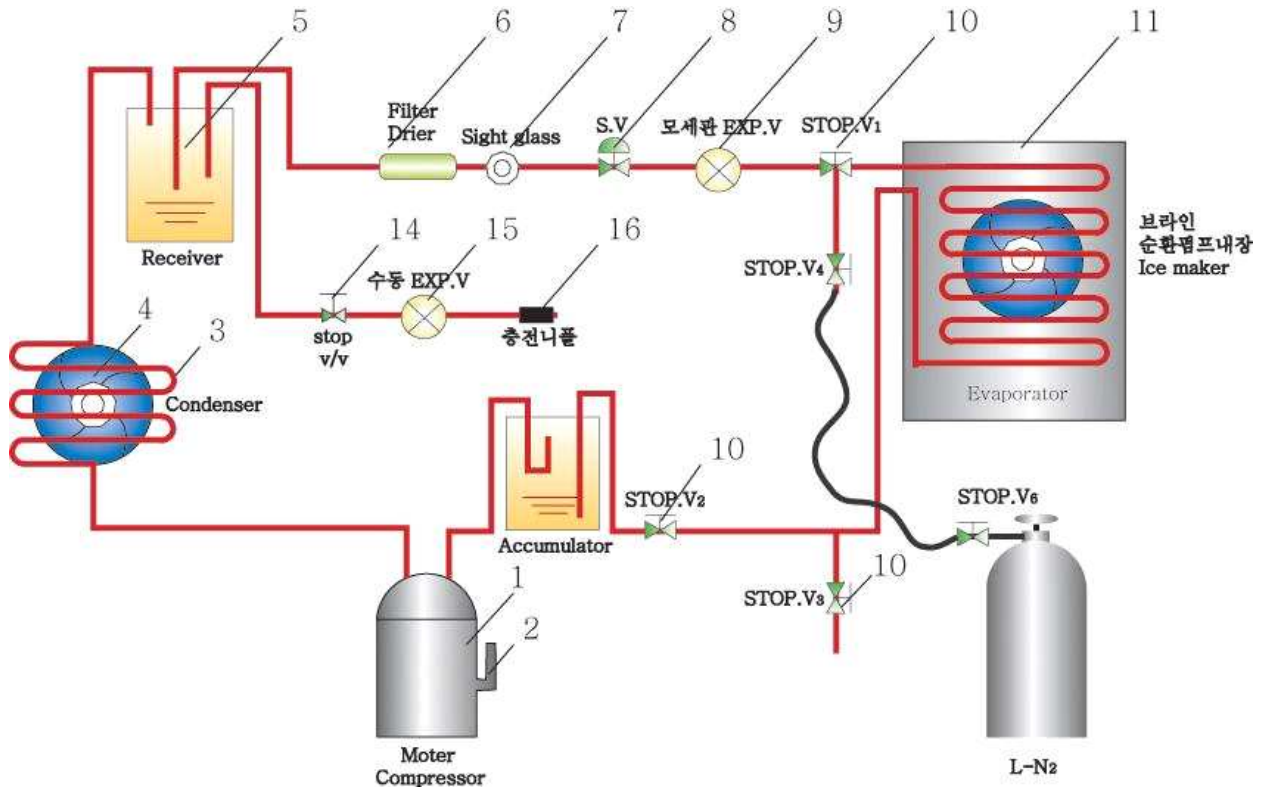 5
6
7
8
9
10
11
Filter
Drier
Sight glass
S.V
모세관 EXP.V
STOP.V1
브라인
순환펌프내장
Ice maker
Receiver
14
15
16
수동 EXP.V
STOP.V4
stop
v/v
충전니플
4
3
Condenser
Evaporator
10
STOP.V2
STOP.V6
Accumulator
10
STOP.V3
1
2
Moter
Compressor
L-N2